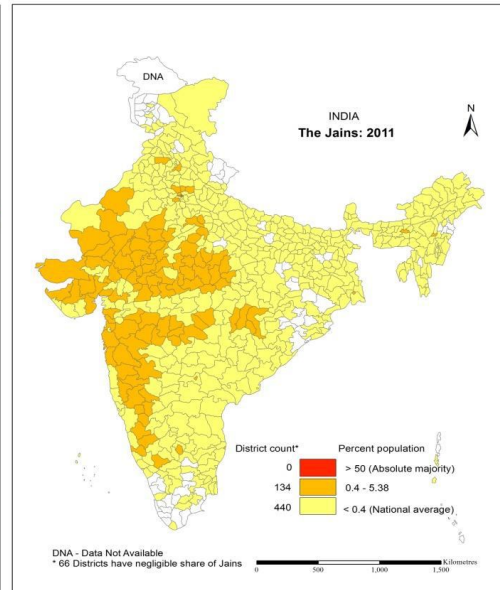 DNA
INDIA
The Jains: 2011
N
District count* Percent population
0 > 50 (Absolute majority)
134 0.4 - 5.38
440 < 0.4 (National average)
DNA - Data Not Available
* 66 Districts have negligible share of Jains
Kilometres
0 500 1,000 1,500